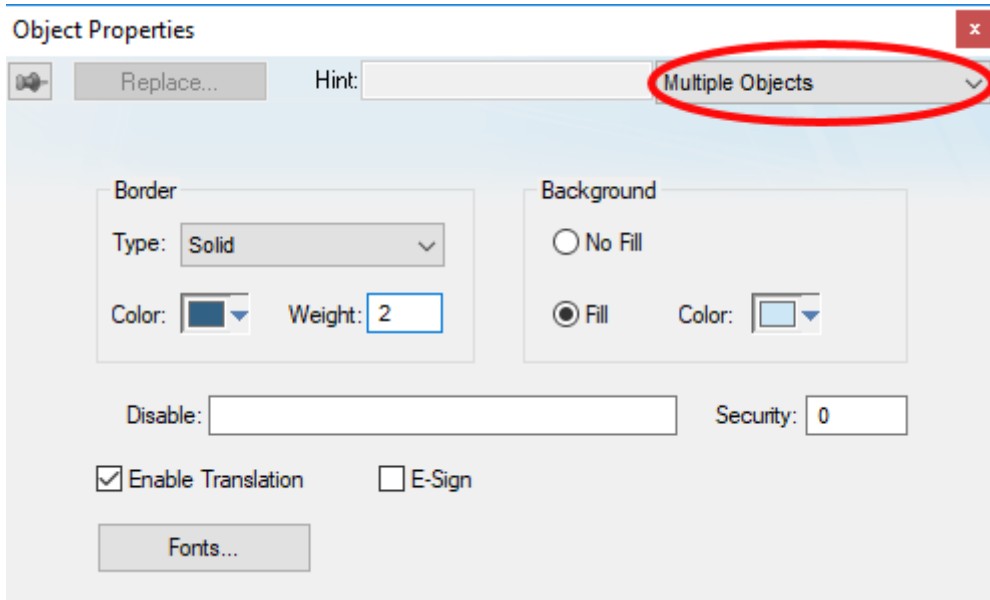 Object Properties
x
Replace... Hint: Multiple Objects
Border Background
Type: Solid No Fill
Color: Weight: 2 Fill Color:
Disable: Security: 0
Enable Translation E-Sign
Fonts...